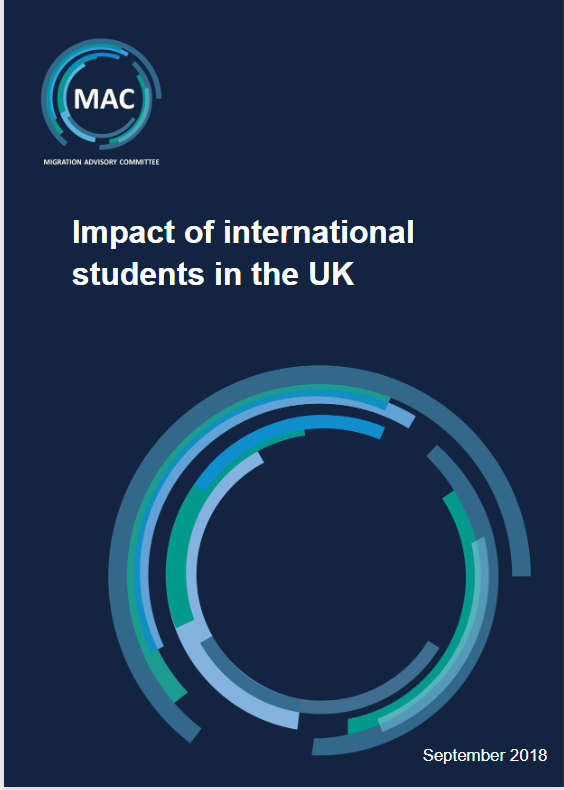 MAC
MIGRATION ADVISORY COMMITTEE
Impact of international
students in the UK
September 2018